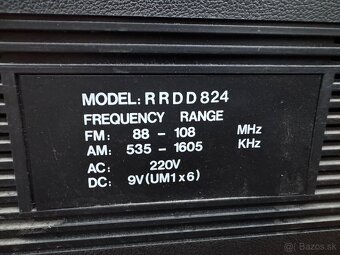 MODEL: RRDD824
FREQUENCY RANGE
FM: 88 - 108 MHz
AM: 535 - 1605 KHz
AC: 220V
DC: 9V(UM1x6)
bazos.sk